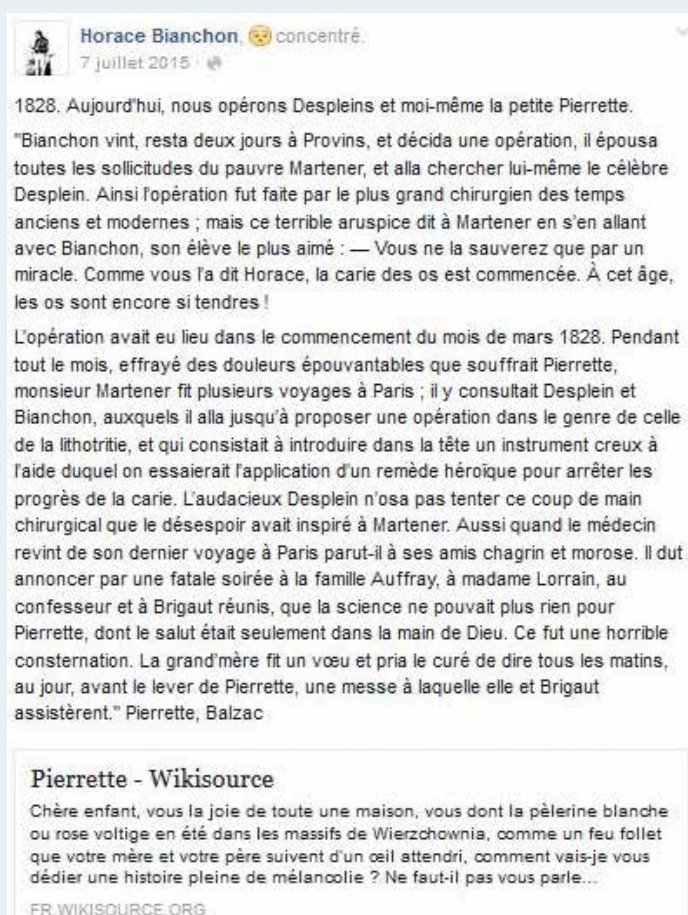 Horace Bianchon, concentré.
7 juillet 2015 ·
1828. Aujourd'hui, nous opérons Despleins et moi-même la petite Pierrette.
"Bianchon vint, resta deux jours à Provins, et décida une opération, il épousa
toutes les sollicitudes du pauvre Martener, et alla chercher lui-même le célèbre
Desplein. Ainsi l'opération fut faite par le plus grand chirurgien des temps
anciens et modernes ; mais ce terrible aruspice dit à Martener en s'en allant
avec Bianchon, son élève le plus aimé : — Vous ne la sauverez que par un
miracle. Comme vous l'a dit Horace, la carie des os est commencée. À cet âge,
les os sont encore si tendres !
L'opération avait eu lieu dans le commencement du mois de mars 1828. Pendant
tout le mois, effrayé des douleurs épouvantables que souffrait Pierrette,
monsieur Martener fit plusieurs voyages à Paris ; il y consultait Desplein et
Bianchon, auxquels il alla jusqu'à proposer une opération dans le genre de celle
de la lithotritie, et qui consistait à introduire dans la tête un instrument creux à
l'aide duquel on essaierait l'application d'un remède héroïque pour arrêter les
progrès de la carie. L'audacieux Desplein n'osa pas tenter ce coup de main
chirurgical que le désespoir avait inspiré à Martener. Aussi quand le médecin
revint de son dernier voyage à Paris parut-il à ses amis chagrin et morose. Il dut
annoncer par une fatale soirée à la famille Auffray, à madame Lorrain, au
confesseur et à Brigaut réunis, que la science ne pouvait plus rien pour
Pierrette, dont le salut était seulement dans la main de Dieu. Ce fut une horrible
consternation. La grand'mère fit un vœu et pria le curé de dire tous les matins,
au jour, avant le lever de Pierrette, une messe à laquelle elle et Brigaut
assistèrent." Pierrette, Balzac
Pierrette - Wikisource
Chère enfant, vous la joie de toute une maison, vous dont la pèlerine blanche
ou rose voltige en été dans les massifs de Wierzchownia, comme un feu follet
que votre mère et votre père suivent d'un œil attendri, comment vais-je vous
dédier une histoire pleine de mélancolie ? Ne faut-il pas vous parle...
FR.WIKISOURCE.ORG